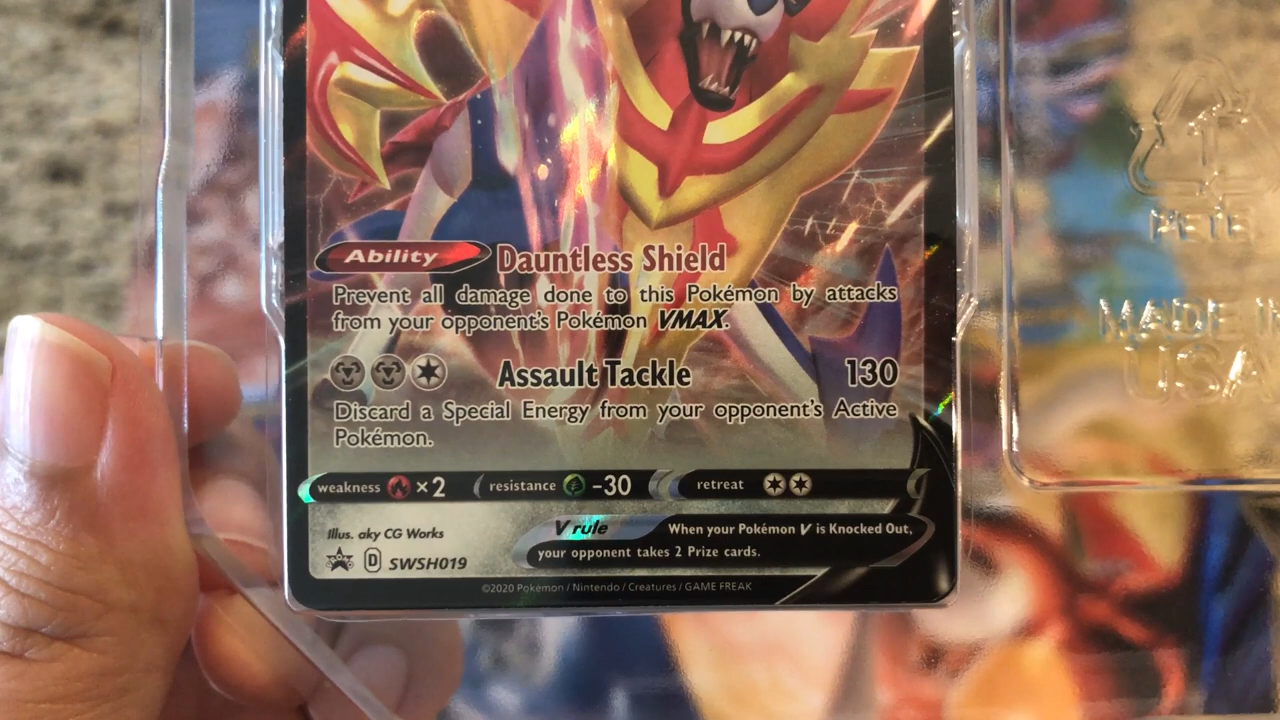 Ability Dauntless Shield
Prevent all damage done to this Pokémon by attacks
from your opponent's Pokémon VMAX.
Assault Tackle 130
Discard a Special Energy from your opponent's Active
Pokémon.
weakness ×2 resistance -30 retreat
Illus. aky CG Works
V rule When your Pokémon V is Knocked Out,
your opponent takes 2 Prize cards.
D SWSH019
©2020 Pokémon / Nintendo / Creatures / GAME FREAK
1
PETE
MADE IN
USA